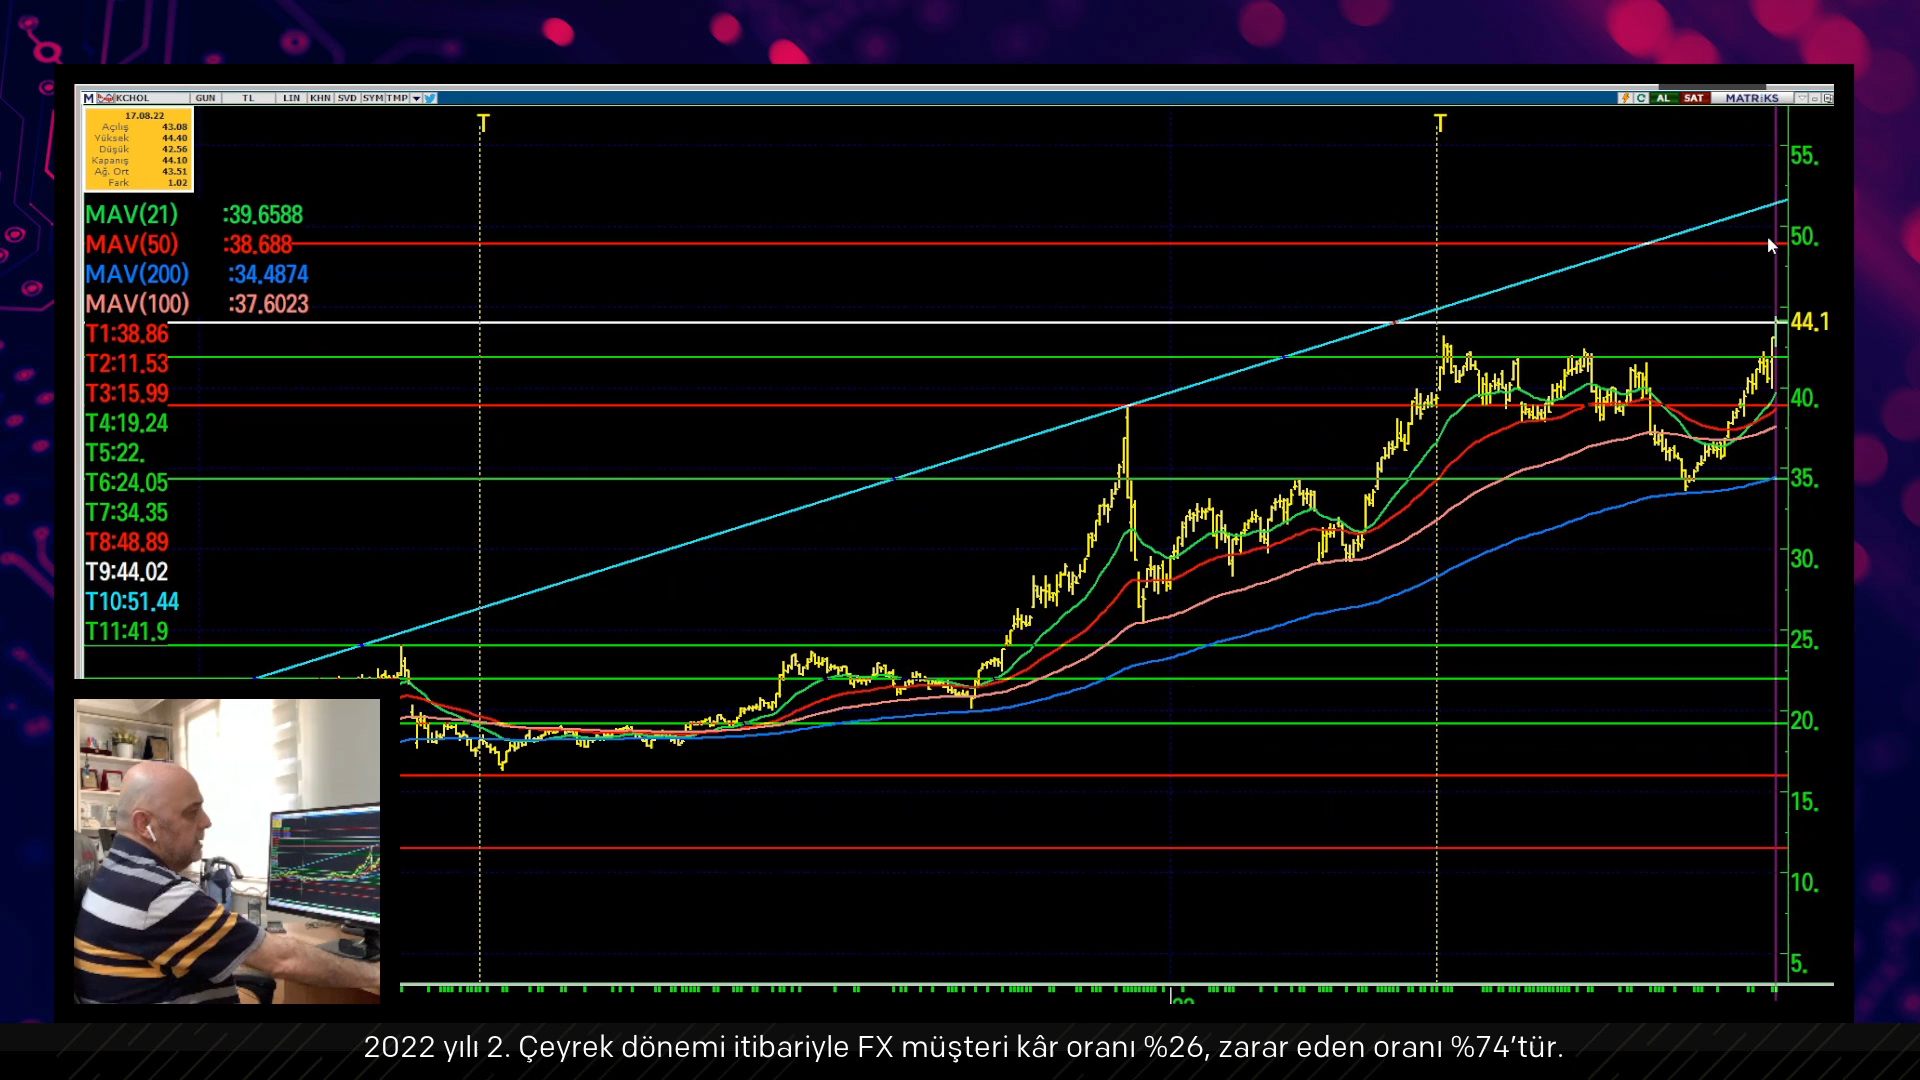 M KCHOL GUN TL LIN KHN SVD SYM TMP AL SAT MATRiKS
17.08.22
Açılış 43.08
Yüksek 44.40
Düşük 42.56
Kapanış 44.10
Ağ. Ort 43.51
Fark 1.02
T T
MAV(21) :39.6588
MAV(50) :38.688
MAV(200) :34.4874
MAV(100) :37.6023
T1:38.86
T2:11.53
T3:15.99
T4:19.24
T5:22.
T6:24.05
T7:34.35
T8:48.89
T9:44.02
T10:51.44
T11:41.9
55.
50.
44.1
40.
35.
30.
25.
20.
15.
10.
5.
2022 yılı 2. Çeyrek dönemi itibariyle FX müşteri kâr oranı %26, zarar eden oranı %74'tür.